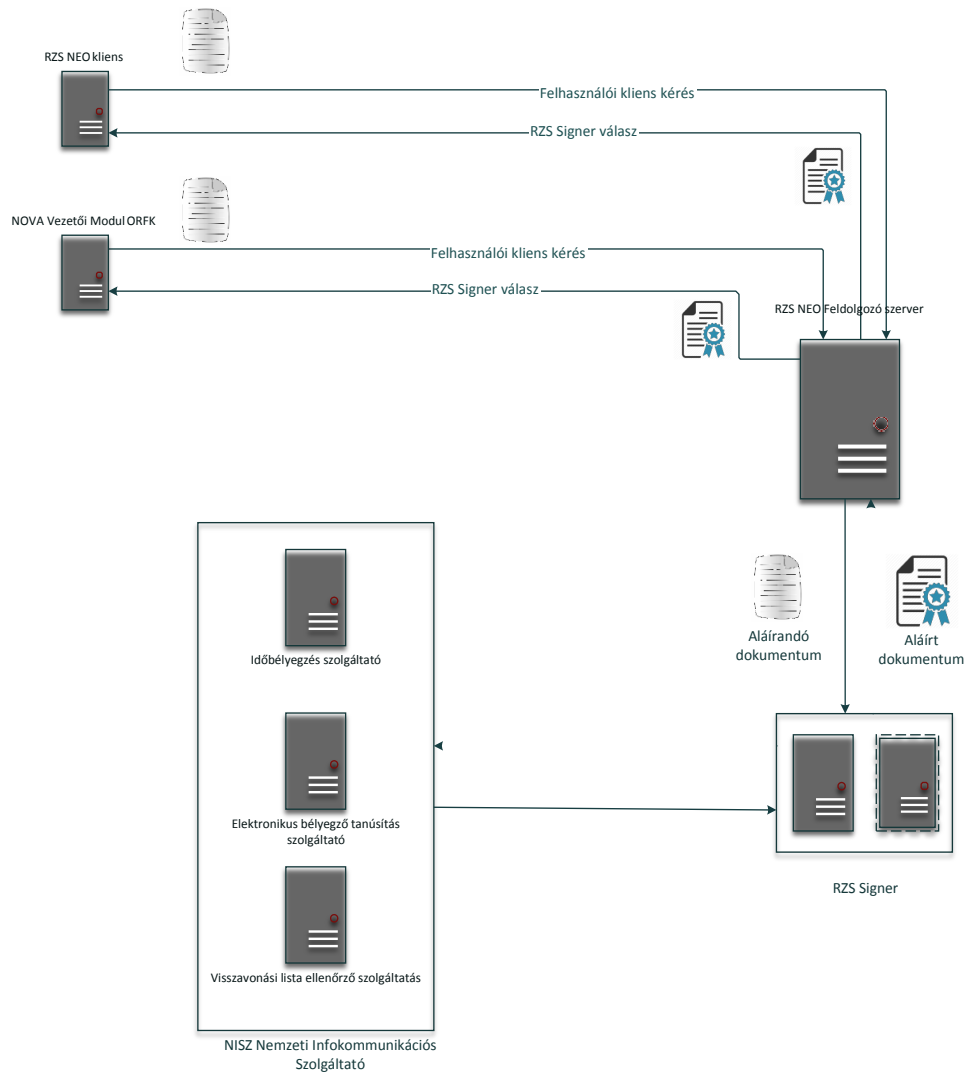 RZS NEO kliens
Felhasználói kliens kérés
RZS Signer válasz
NOVA Vezetői Modul ORFK
Felhasználói kliens kérés
RZS Signer válasz
RZS NEO Feldolgozó szerver
Aláírandó
dokumentum
Aláírt
dokumentum
Időbélyegzés szolgáltató
Elektronikus bélyegző tanúsítás
szolgáltató
Visszavonási lista ellenőrző szolgáltatás
RZS Signer
NISZ Nemzeti Infokommunikációs
Szolgáltató